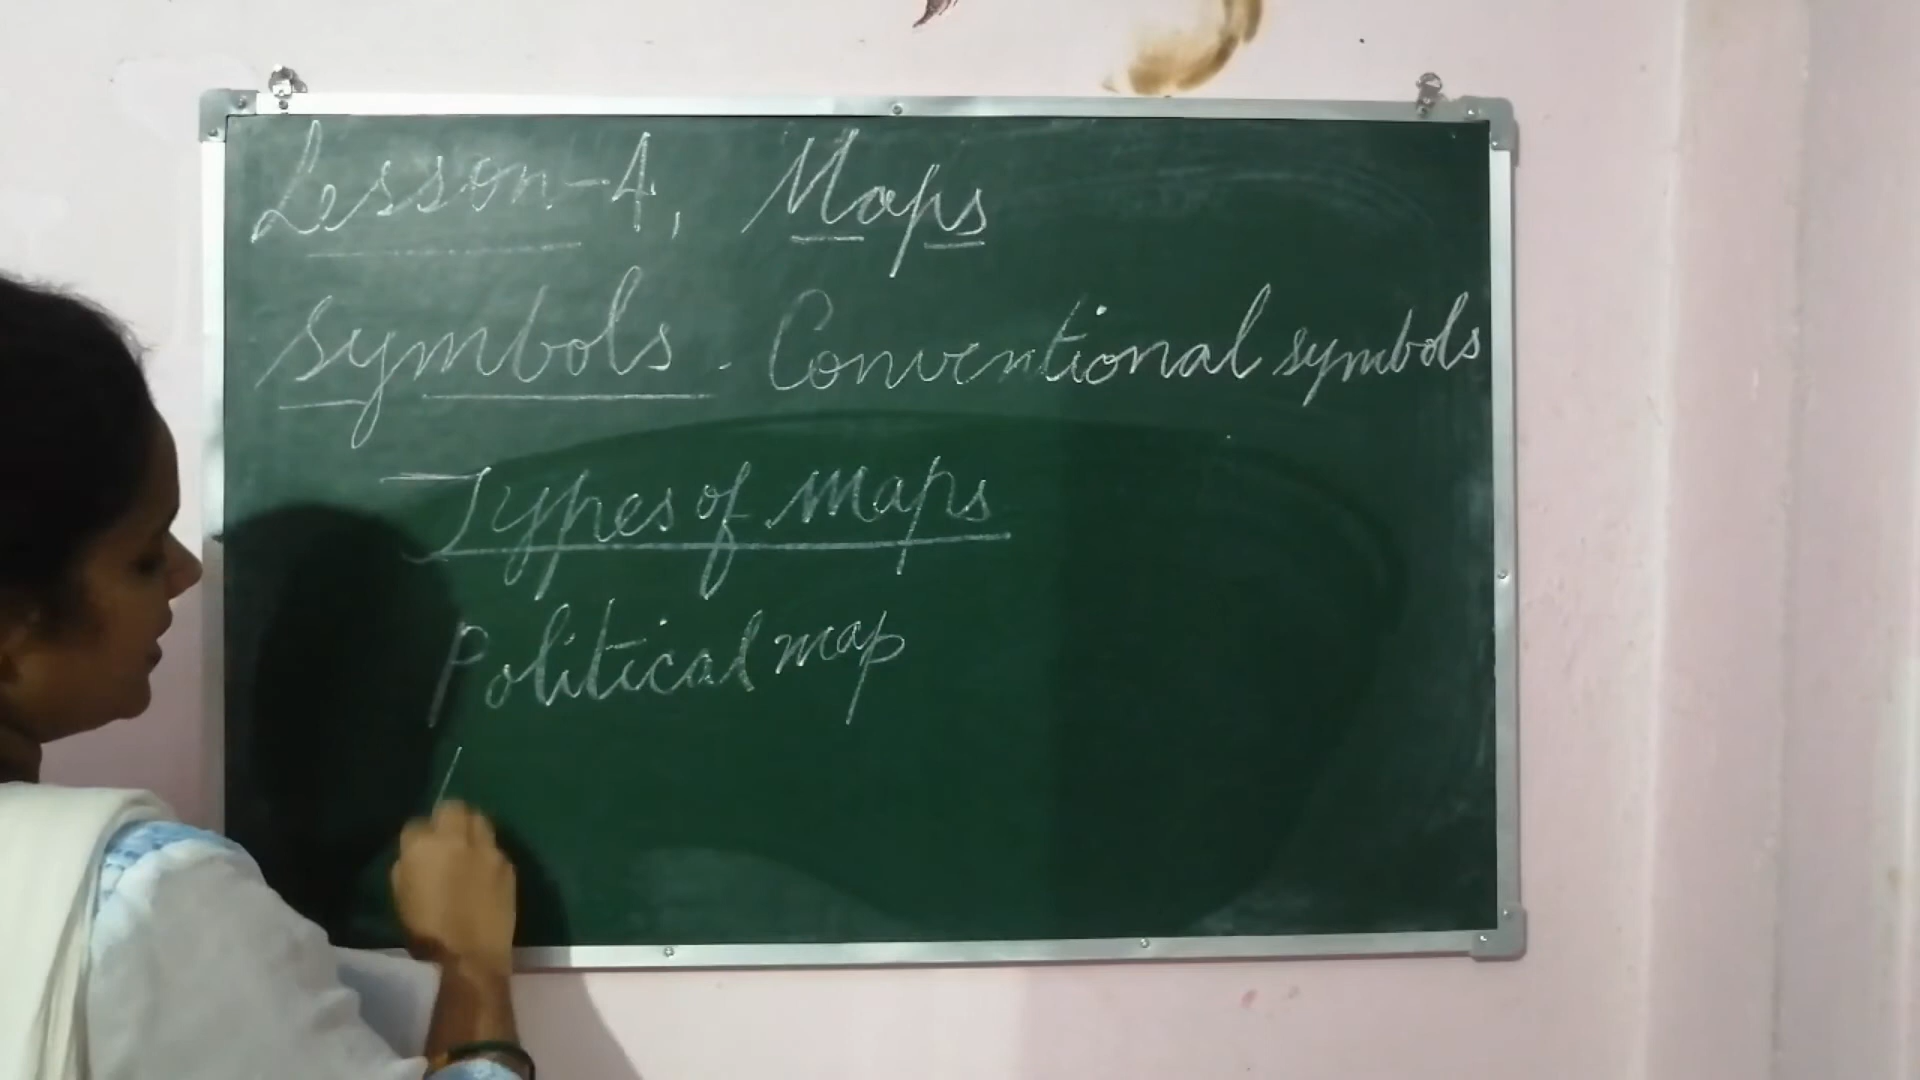 Lesson-4, Maps
Symbols. Conventional symbols
Types of Maps
Political map